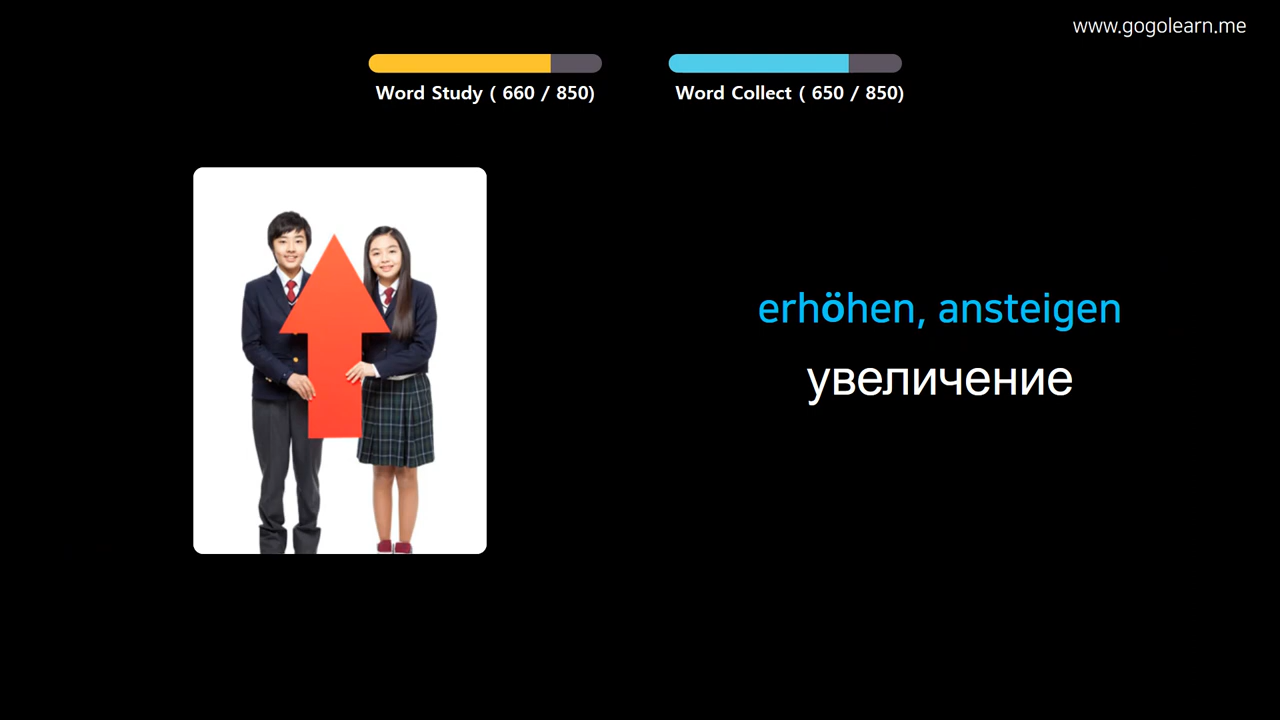 www.gogolearn.me
Word Study ( 660 / 850)
Word Collect ( 650 / 850)
erhöhen, ansteigen
увеличение